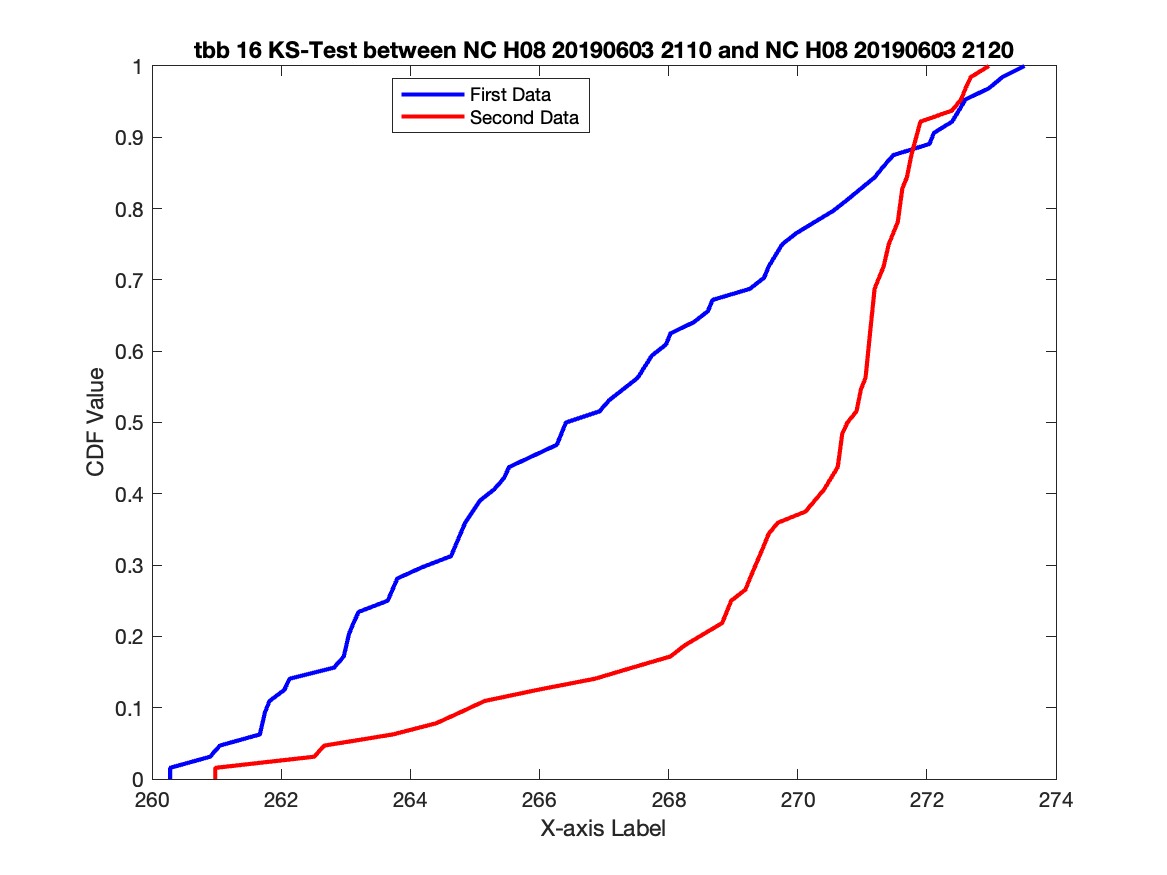 tbb 16 KS-Test between NC H08 20190603 2110 and NC H08 20190603 2120
First Data
Second Data
CDF Value
1
0.9
0.8
0.7
0.6
0.5
0.4
0.3
0.2
0.1
0
260 262 264 266 268 270 272 274
X-axis Label